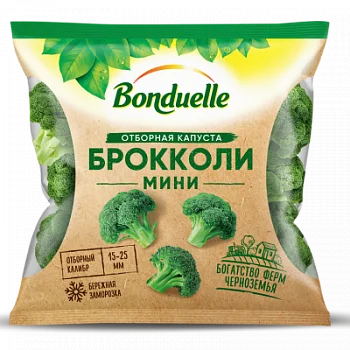 Bonduelle
ОТБОРНАЯ КАПУСТА
БРОККОЛИ
МИНИ
ОТБОРНЫЙ
КАЛИБР
15-25
ММ
БЕРЕЖНАЯ
ЗАМОРОЗКА
БОГАТСТВО ФЕРМ
ЧЕРНОЗЕМЬЯ